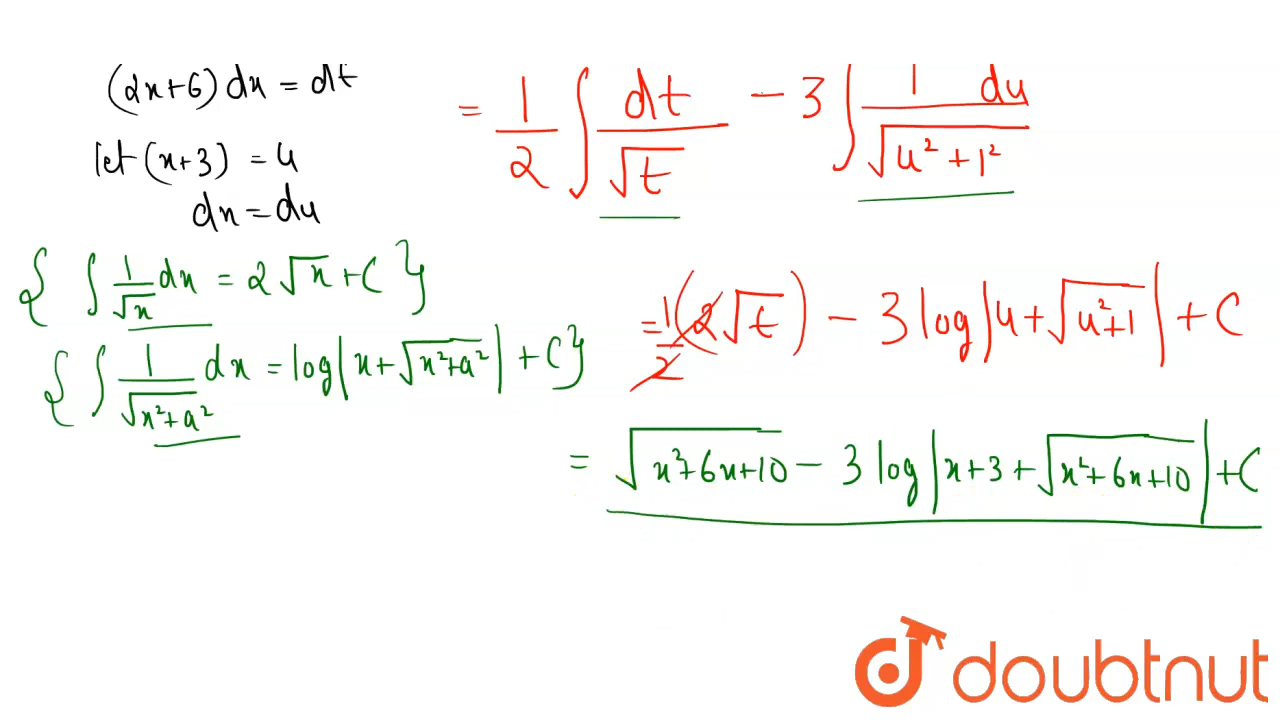 (2x+6) dx = dt
let (x+3) = u
dx = du
{ ∫ 1/√x dx = 2√x + C }
{ ∫ 1/√(x²+a²) dx = log|x+√(x²+a²)| + C }
= 1/2 ∫ dt/√t - 3 ∫ 1 du/√(u²+1²)
= 1/2 (2√t) - 3 log|u+√(u²+1)| + C
= √(x²+6x+10) - 3 log|x+3+√(x²+6x+10)| + C
doubtnut